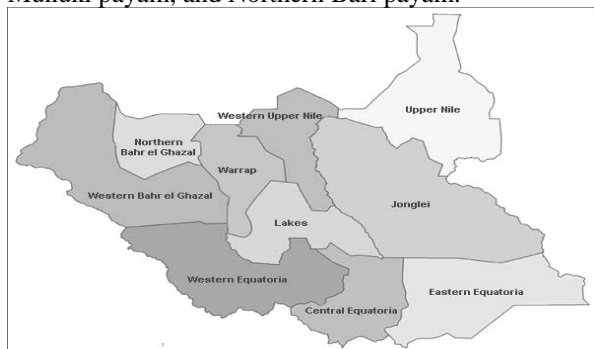 Munuki payam, and Northern Bari payam.
Upper Nile
Western Upper Nile
Northern
Bahr el Ghazal
Warrap
Western Bahr el Ghazal
Jonglei
Lakes
Western Equatoria
Eastern Equatoria
Central Equatoria